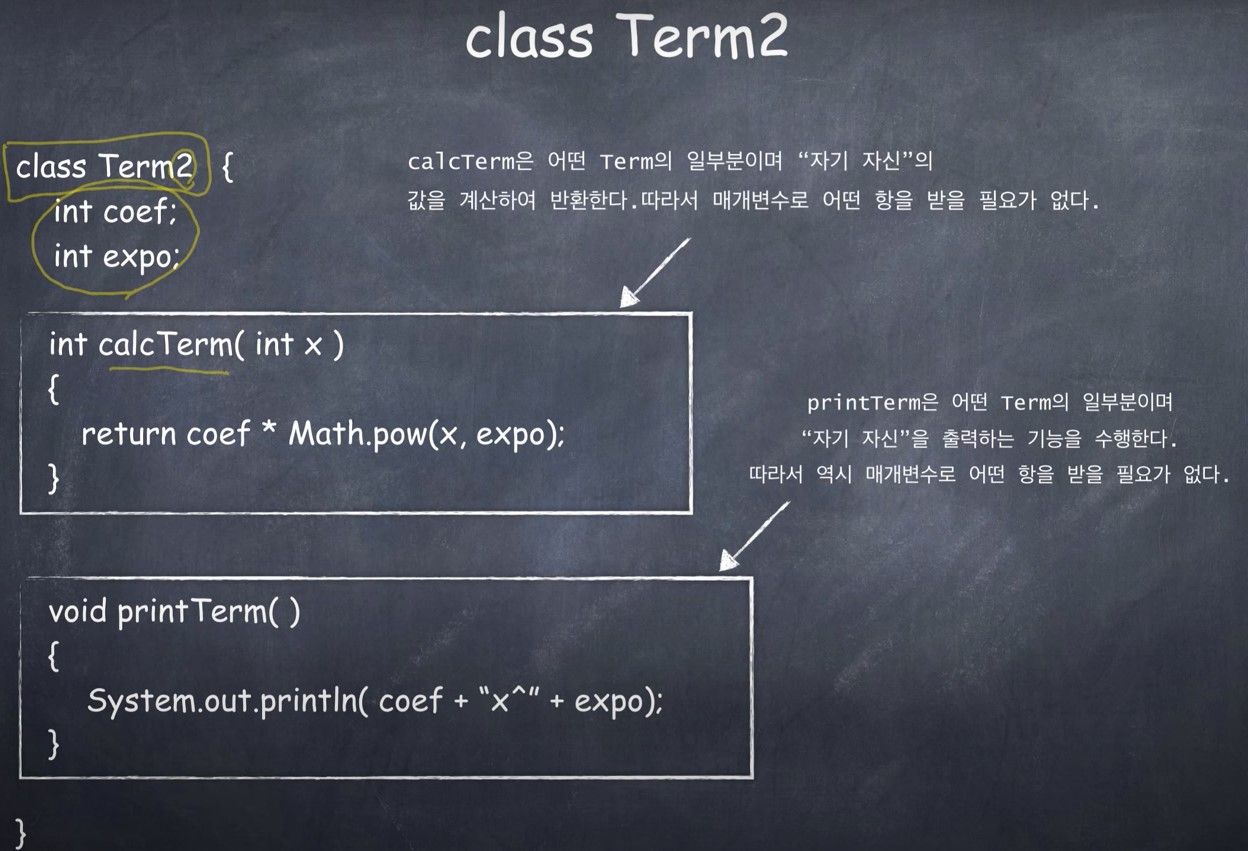 class Term2
class Term2 {
int coef;
int expo;
calcTerm은 어떤 Term의 일부분이며 “자기 자신”의
값을 계산하여 반환한다.따라서 매개변수로 어떤 항을 받을 필요가 없다.
int calcTerm( int x )
{
return coef * Math.pow(x, expo);
}
printTerm은 어떤 Term의 일부분이며
“자기 자신”을 출력하는 기능을 수행한다.
따라서 역시 매개변수로 어떤 항을 받을 필요가 없다.
void printTerm( )
{
System.out.println( coef + “x^” + expo);
}
}